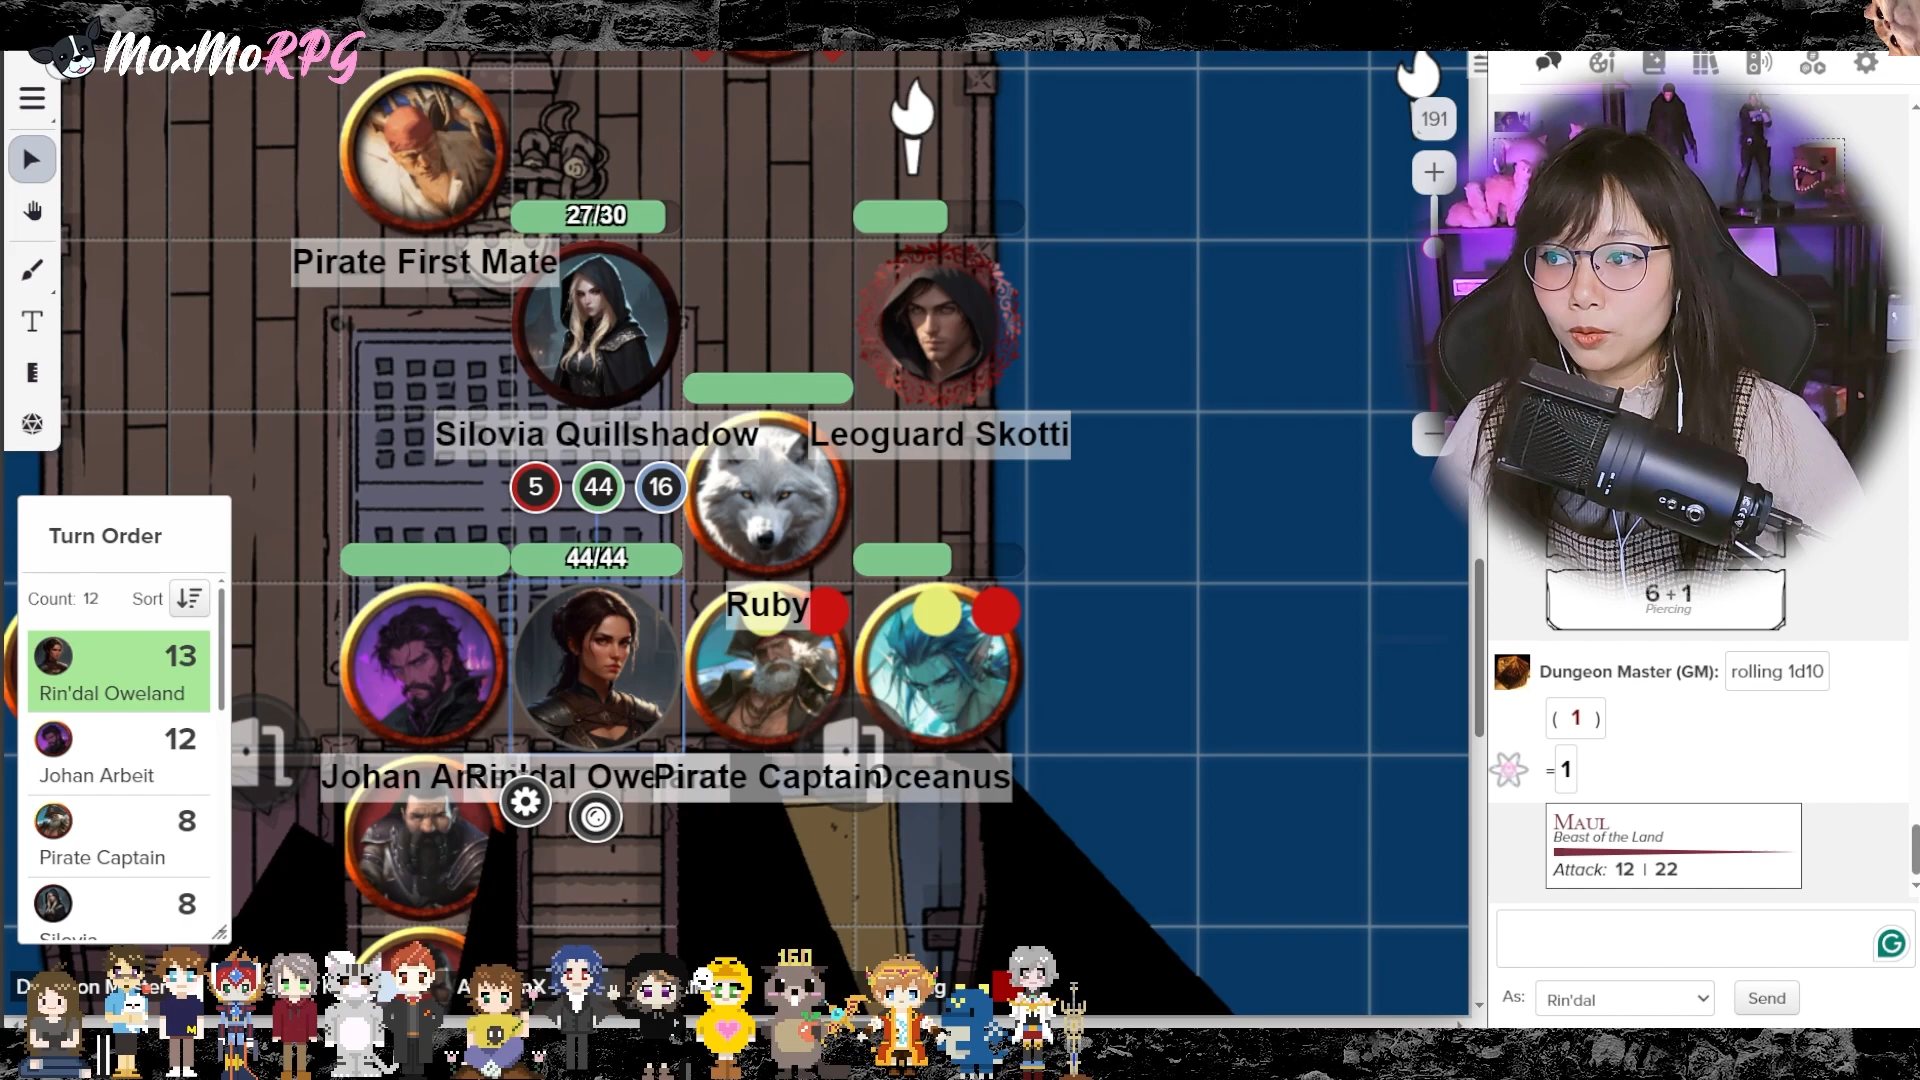 MoxMoRPG
191
27/30
Pirate First Mate
Silovia Quillshadow
Leoguard Skotti
5 44 16
44/44
Ruby
Johan Ar
Rin'dal Owe
Pirate Captain
Oceanus
Turn Order
Count: 12 Sort
13
Rin'dal Oweland
12
Johan Arbeit
8
Pirate Captain
8
Silovia
160
6 + 1
Piercing
Dungeon Master (GM): rolling 1d10
( 1 )
= 1
MAUL
Beast of the Land
Attack: 12 | 22
As: Rin'dal Send